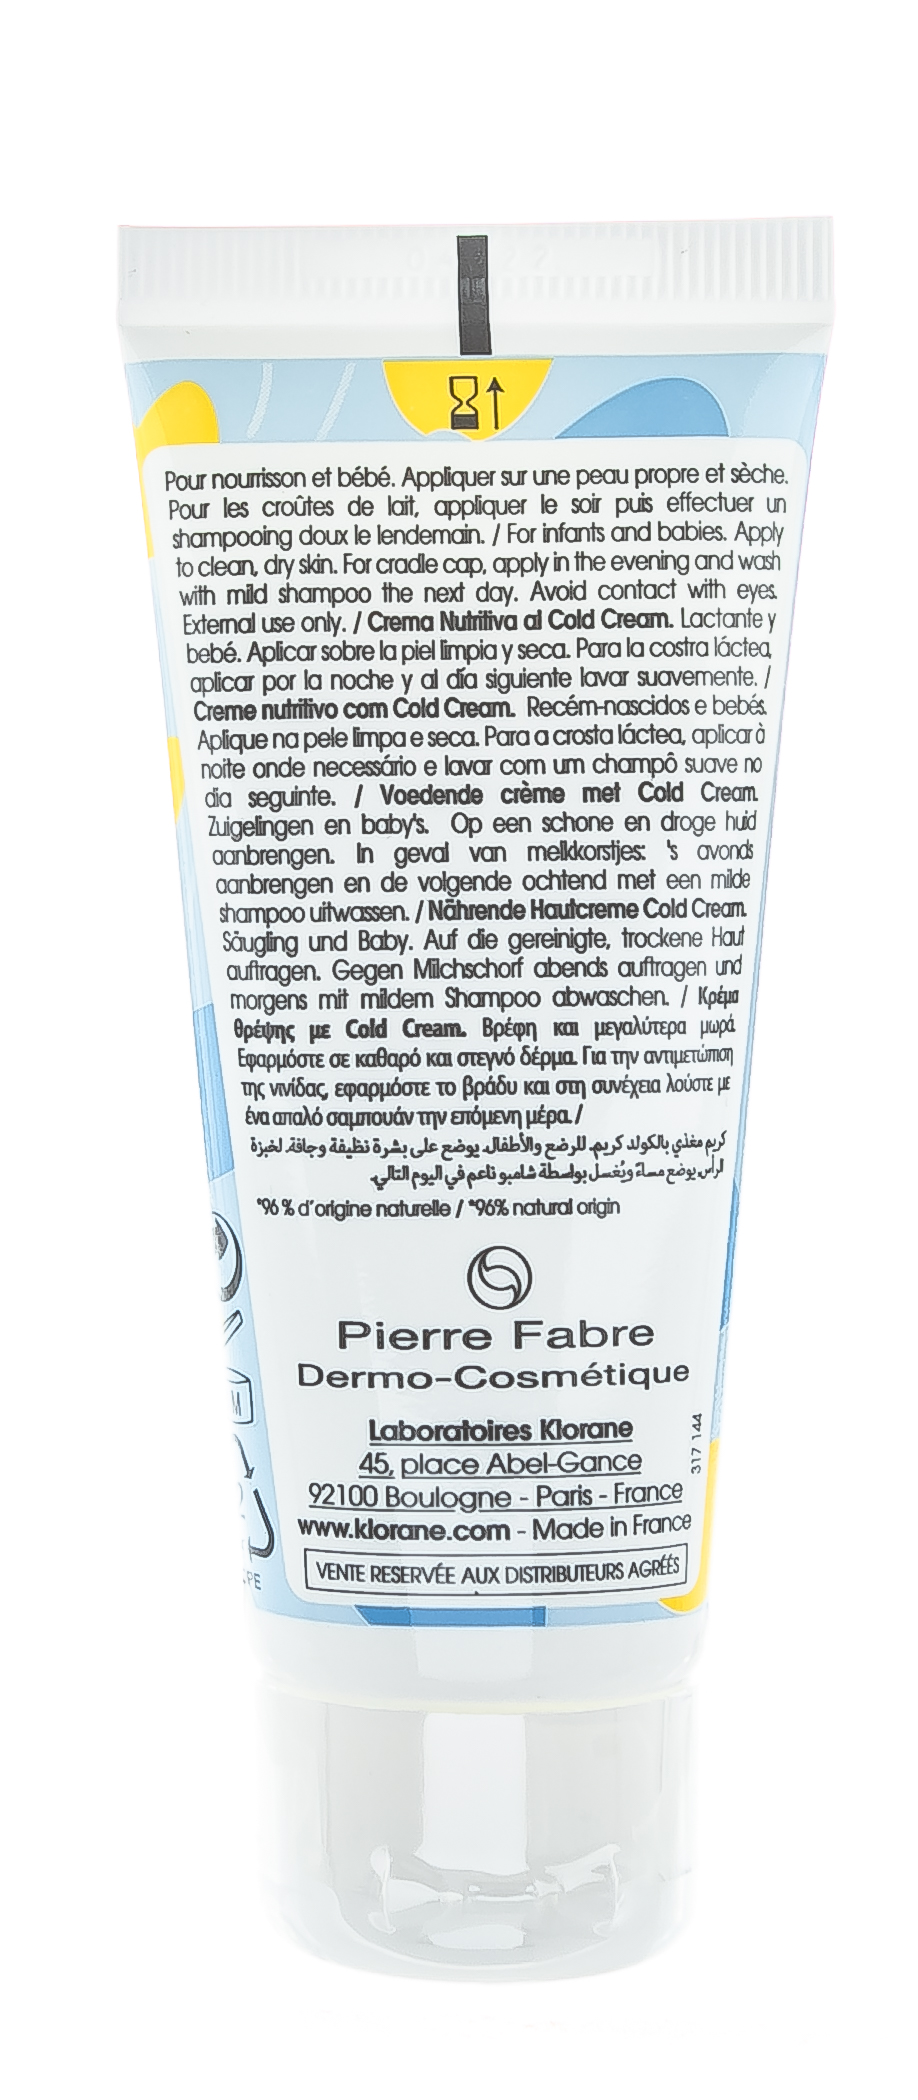 Pour nourrisson et bébé. Appliquer sur une peau propre et sèche.
Pour les croûtes de lait, appliquer le soir puis effectuer un
shampooing doux le lendemain. / For infants and babies. Apply
to clean, dry skin. For cradle cap, apply in the evening and wash
with mild shampoo the next day. Avoid contact with eyes.
External use only. / Crema Nutritiva al Cold Cream. Lactante y
bebé. Aplicar sobre la piel limpia y seca. Para la costra láctea,
aplicar por la noche y al día siguiente lavar suavemente. /
Creme nutritivo com Cold Cream. Recém-nascidos e bebés.
Aplique na pele limpa e seca. Para a crosta láctea, aplicar à
noite onde necessário e lavar com um champô suave no
dia seguinte. / Voedende crème met Cold Cream.
Zuigelingen en baby's. Op een schone en droge huid
aanbrengen. In geval van melkkorstjes: 's avonds
aanbrengen en de volgende ochtend met een milde
shampoo uitwassen. / Nährende Hautcreme Cold Cream.
Säugling und Baby. Auf die gereinigte, trockene Haut
auftragen. Gegen Milchschorf abends auftragen und
morgens mit mildem Shampoo abwaschen. / Κρέμα
θρέψης με Cold Cream. Βρέφη και μεγαλύτερα μωρά.
Εφαρμόστε σε καθαρό και στεγνό δέρμα. Για την αντιμετώπιση
της νινίδας, εφαρμόστε το βράδυ και στη συνέχεια λούστε με
ένα απαλό σαμπουάν την επόμενη μέρα. /
كريم مغذي بالكولد كريم. للرضع والأطفال. يوضع على بشرة نظيفة وجافة. لخبزة
الرأس يوضع مساءً ويُغسل بواسطة شامبو ناعم في اليوم التالي.
*96 % d'origine naturelle / *96% natural origin
Pierre Fabre
Dermo-Cosmétique
Laboratoires Klorane
45, place Abel-Gance
92100 Boulogne - Paris - France
www.klorane.com - Made in France
VENTE RESERVÉE AUX DISTRIBUTEURS AGRÉÉS
317 144